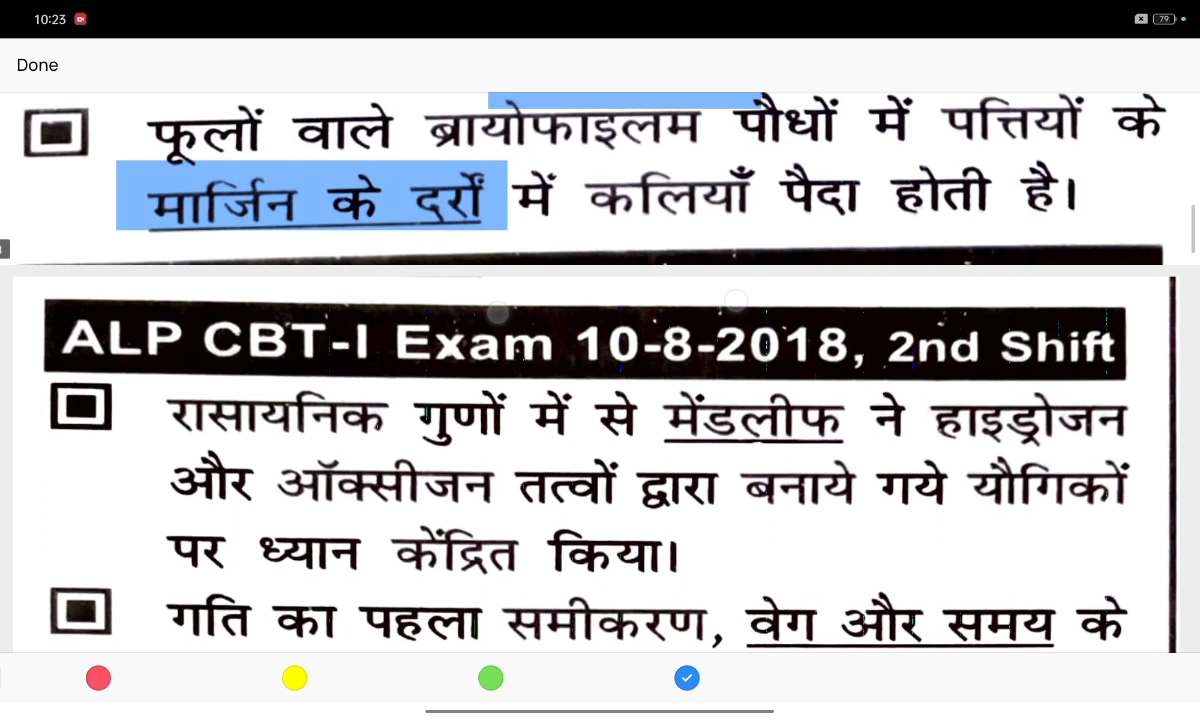 10:23
79
Done
फूलों वाले ब्रायोफाइलम पौधों में पत्तियों के
मार्जिन के दर्रों में कलियाँ पैदा होती है।
ALP CBT-I Exam 10-8-2018, 2nd Shift
रासायनिक गुणों में से मेंडलीफ ने हाइड्रोजन
और ऑक्सीजन तत्वों द्वारा बनाये गये यौगिकों
पर ध्यान केंद्रित किया।
गति का पहला समीकरण, वेग और समय के